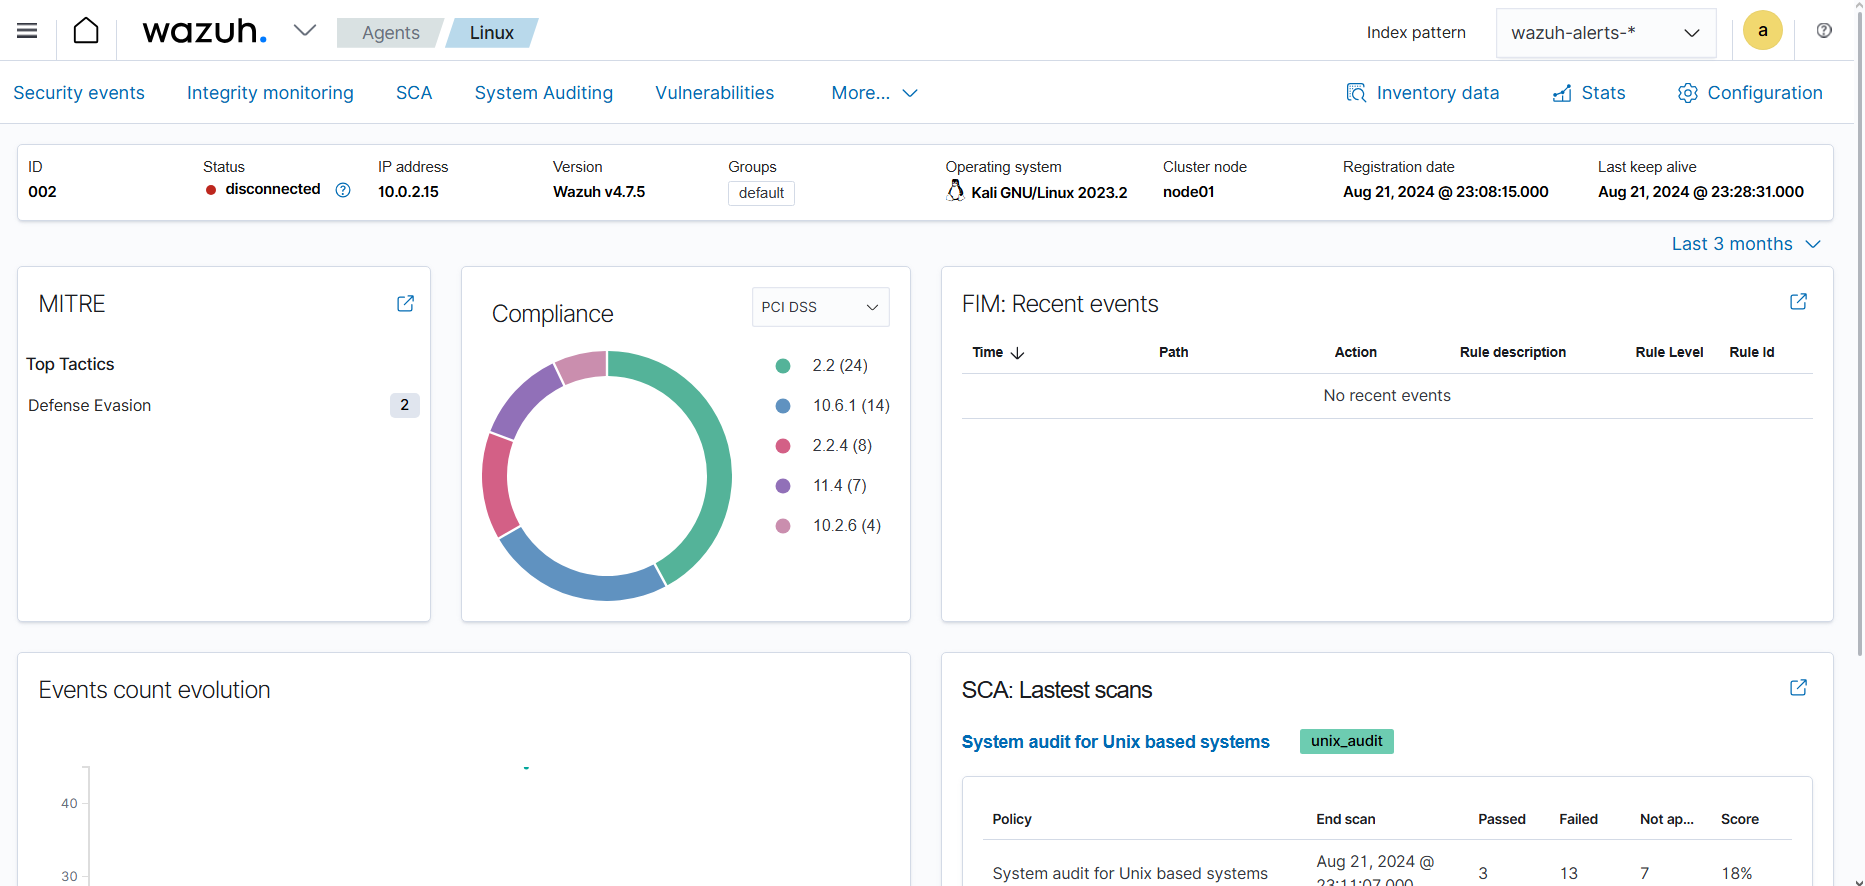 wazuh.
Agents
Linux
Index pattern
wazuh-alerts-*
a
Security events
Integrity monitoring
SCA
System Auditing
Vulnerabilities
More...
Inventory data
Stats
Configuration
ID
Status
IP address
Version
Groups
Operating system
Cluster node
Registration date
Last keep alive
002
disconnected
10.0.2.15
Wazuh v4.7.5
default
Kali GNU/Linux 2023.2
node01
Aug 21, 2024 @ 23:08:15.000
Aug 21, 2024 @ 23:28:31.000
Last 3 months
MITRE
Top Tactics
Defense Evasion
2
Compliance
PCI DSS
2.2 (24)
10.6.1 (14)
2.2.4 (8)
11.4 (7)
10.2.6 (4)
FIM: Recent events
Time
Path
Action
Rule description
Rule Level
Rule Id
No recent events
Events count evolution
40
30
SCA: Lastest scans
System audit for Unix based systems
unix_audit
Policy
End scan
Passed
Failed
Not ap...
Score
System audit for Unix based systems
Aug 21, 2024 @
23:11:07.000
3
13
7
18%